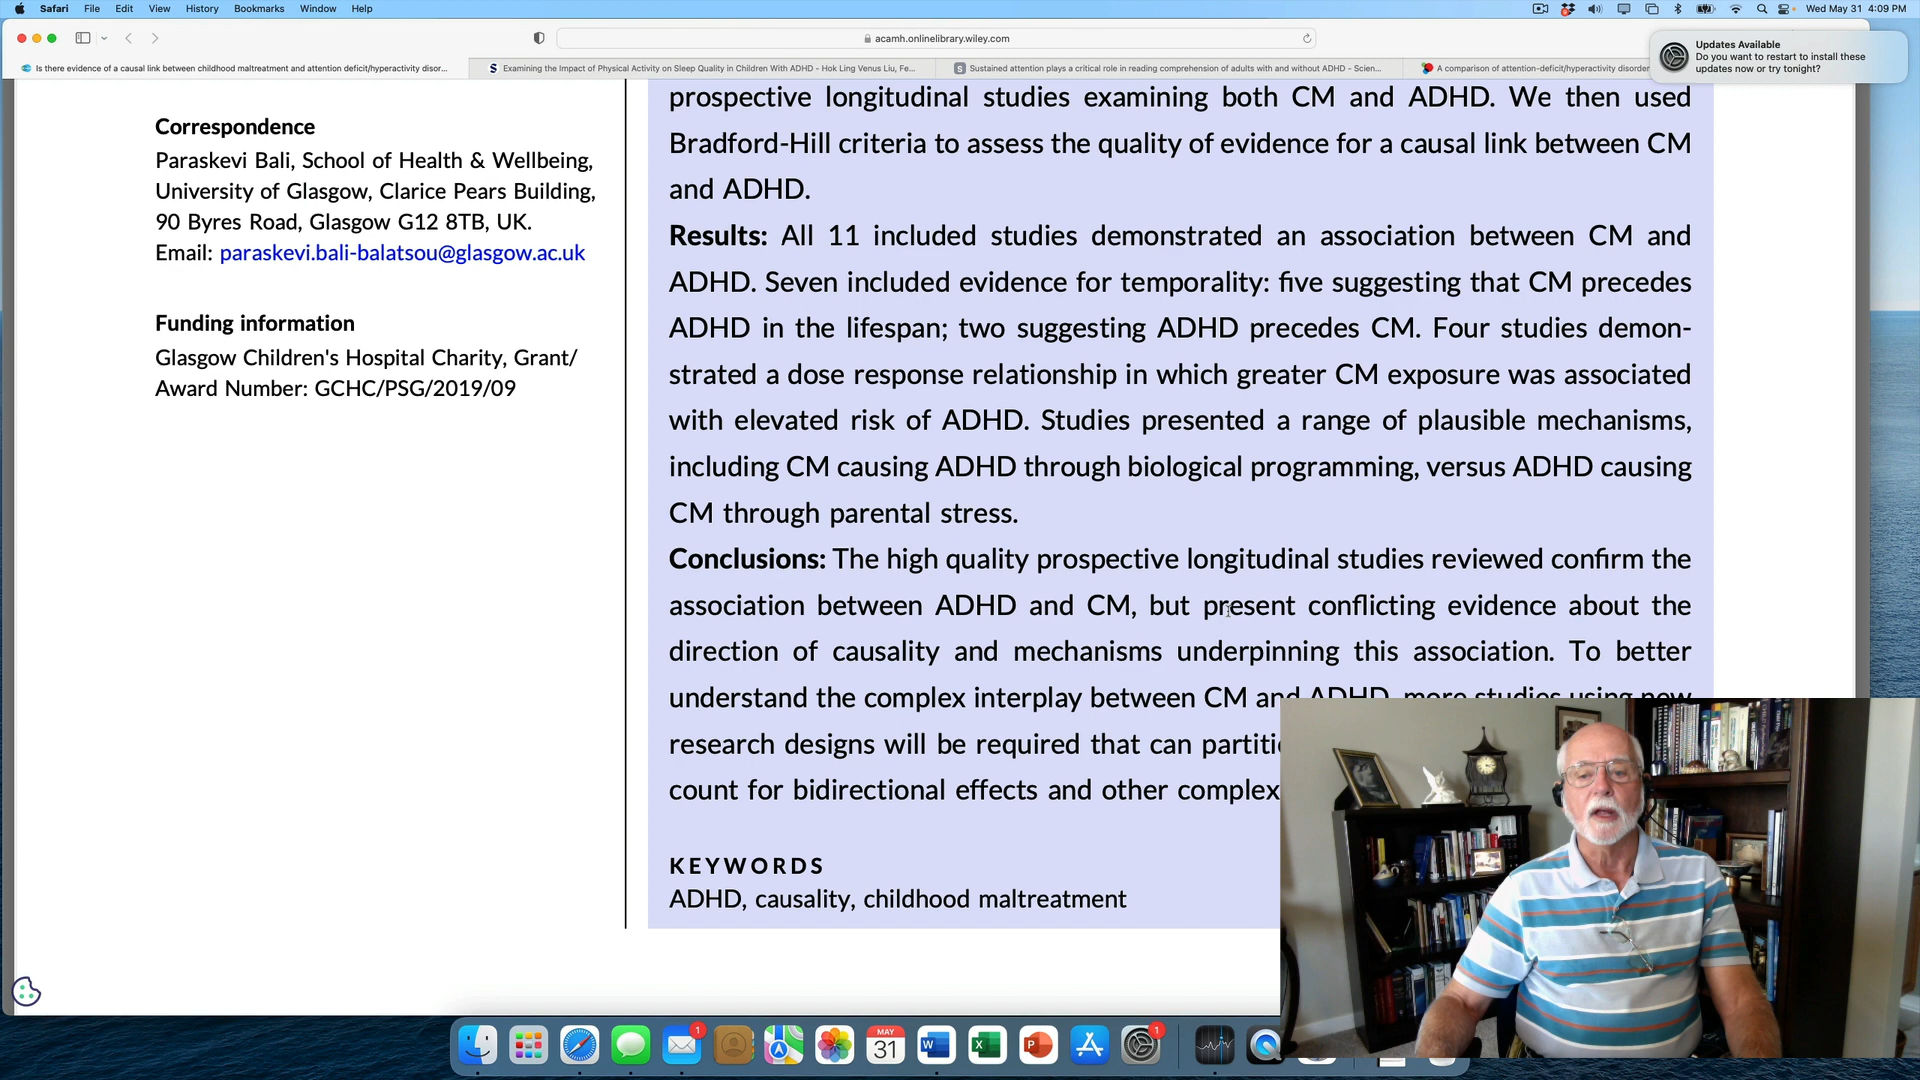 Safari File Edit View History Bookmarks Window Help
Wed May 31 4:09 PM
acamh.onlinelibrary.wiley.com
Updates Available
Do you want to restart to install these
updates now or try tonight?
Is there evidence of a causal link between childhood maltreatment and attention deficit/hyperactivity disor...
S Examining the Impact of Physical Activity on Sleep Quality in Children With ADHD - Hok Ling Venus Liu, Fe...
S Sustained attention plays a critical role in reading comprehension of adults with and without ADHD - Scien...
A comparison of attention-deficit/hyperactivity disorder
Correspondence
Paraskevi Bali, School of Health & Wellbeing,
University of Glasgow, Clarice Pears Building,
90 Byres Road, Glasgow G12 8TB, UK.
Email: paraskevi.bali-balatsou@glasgow.ac.uk
Funding information
Glasgow Children's Hospital Charity, Grant/
Award Number: GCHC/PSG/2019/09
prospective longitudinal studies examining both CM and ADHD. We then used
Bradford-Hill criteria to assess the quality of evidence for a causal link between CM
and ADHD.
Results: All 11 included studies demonstrated an association between CM and
ADHD. Seven included evidence for temporality: five suggesting that CM precedes
ADHD in the lifespan; two suggesting ADHD precedes CM. Four studies demon-
strated a dose response relationship in which greater CM exposure was associated
with elevated risk of ADHD. Studies presented a range of plausible mechanisms,
including CM causing ADHD through biological programming, versus ADHD causing
CM through parental stress.
Conclusions: The high quality prospective longitudinal studies reviewed confirm the
association between ADHD and CM, but present conflicting evidence about the
direction of causality and mechanisms underpinning this association. To better
understand the complex interplay between CM and ADHD, more studies using new
research designs will be required that can partiti
count for bidirectional effects and other complex
KEYWORDS
ADHD, causality, childhood maltreatment
1
MAY
31
W
X
P
1